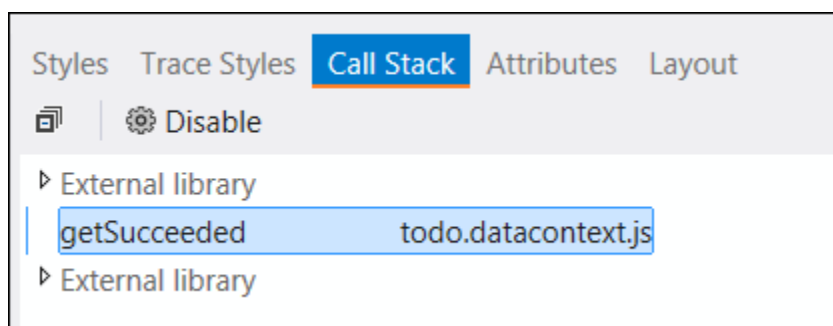 Styles Trace Styles Call Stack Attributes Layout
Disable
External library
getSucceeded todo.datacontext.js
External library